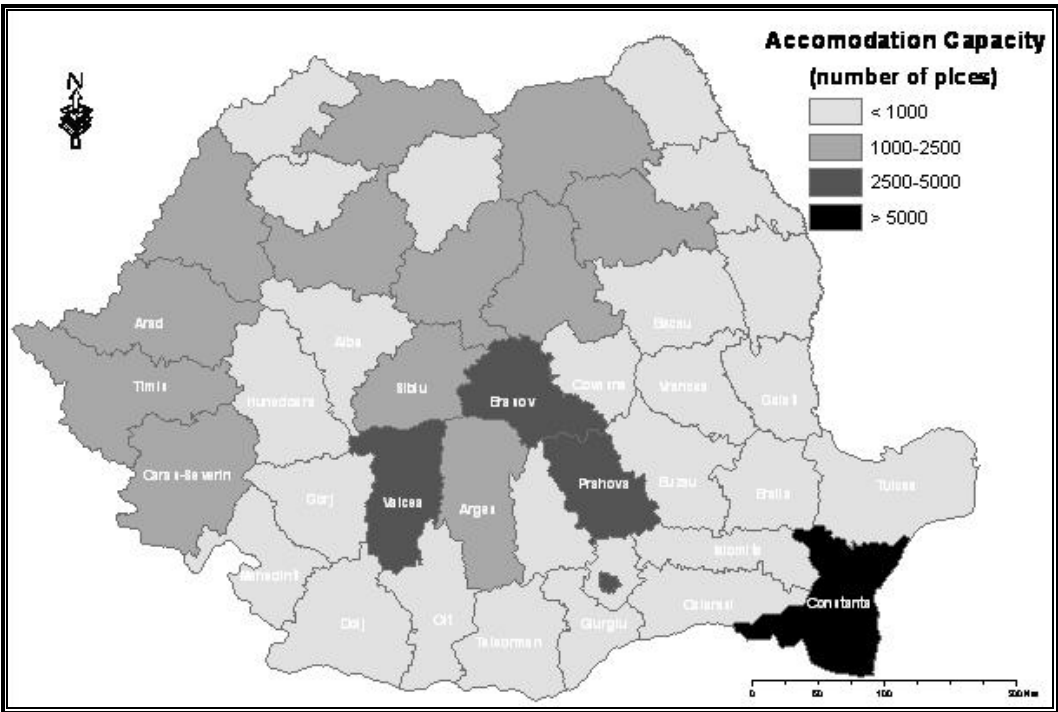 Accomodation Capacity
(number of plces)
N
< 1000
1000-2500
2500-5000
> 5000
Arad
Alba
Bacau
Timis
Sibiu
Covasna
Vrancea
Galati
Hunedoara
Brasov
Caras-Severin
Gorj
Valcea
Arges
Prahova
Buzau
Braila
Tulcea
Ialomita
Mehedinti
Dolj
Olt
Teleorman
Giurgiu
Calarasi
Constanta
0
100